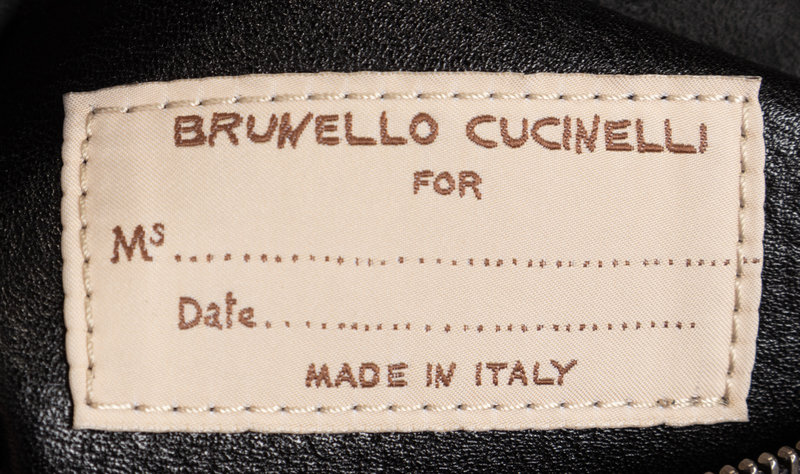 BRUNELLO CUCINELLI
FOR
Ms ............................................
Date ...................................
MADE IN ITALY